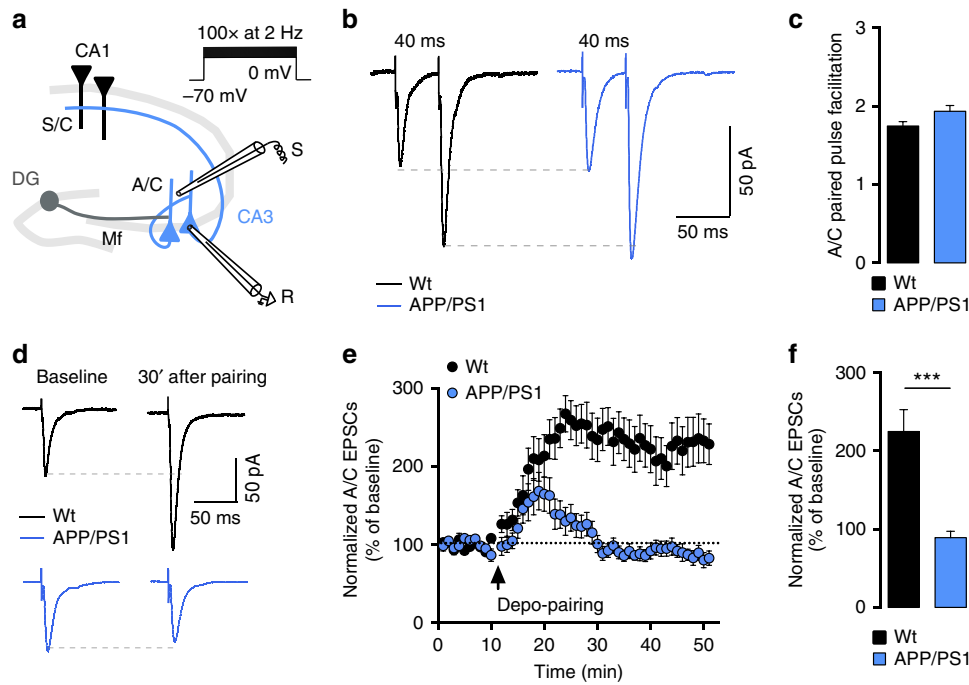 a
100× at 2 Hz
0 mV
–70 mV
CA1
S/C
S
A/C
DG
CA3
Mf
R
b
40 ms
40 ms
50 pA
50 ms
Wt
APP/PS1
c
A/C paired pulse facilitation
3
2
1
0
Wt
APP/PS1
d
Baseline
30′ after pairing
50 pA
50 ms
Wt
APP/PS1
e
Wt
APP/PS1
Normalized A/C EPSCs
(% of baseline)
300
200
100
0
Depo-pairing
0
10
20
30
40
50
Time (min)
f
Normalized A/C EPSCs
(% of baseline)
300
200
100
0
***
Wt
APP/PS1